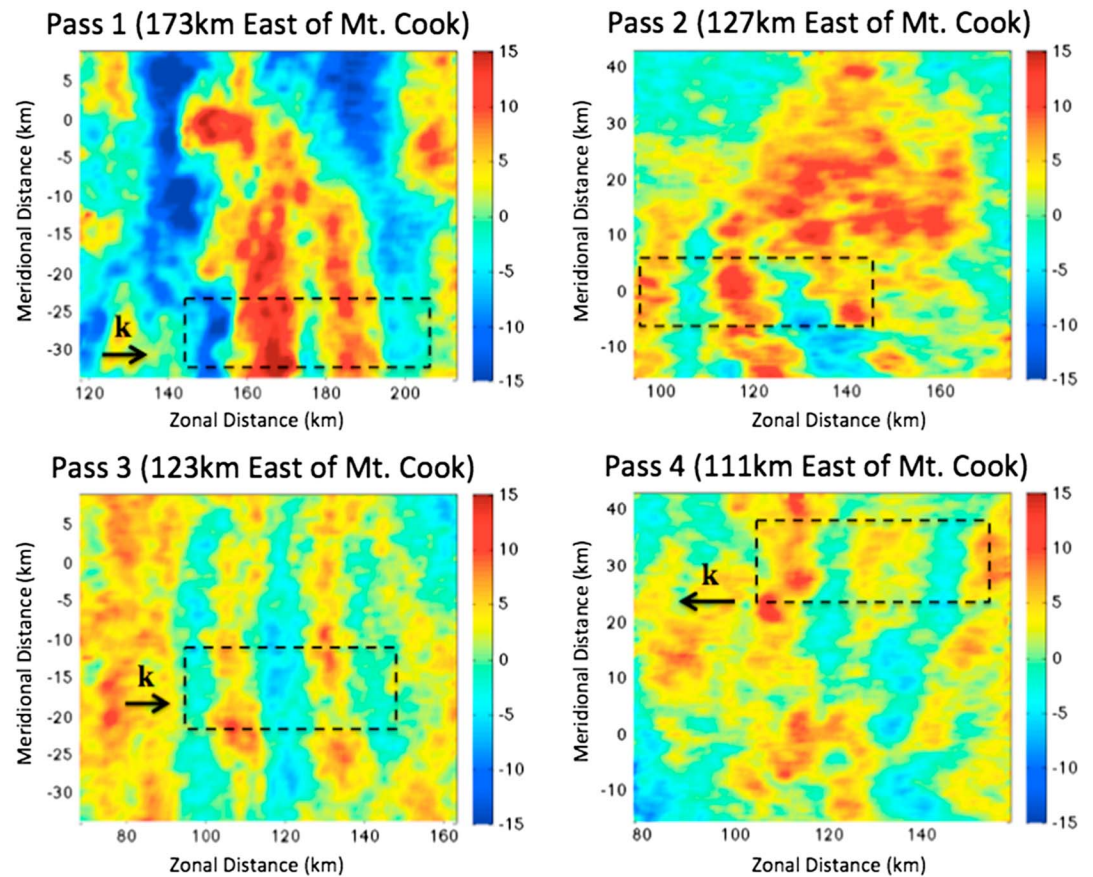 Pass 1 (173km East of Mt. Cook)
Meridional Distance (km)
5
0
-5
-10
-15
-20
-25
-30
k
120 140 160 180 200
Zonal Distance (km)
15
10
5
0
-5
-10
-15
Pass 2 (127km East of Mt. Cook)
Meridional Distance (km)
40
30
20
10
0
-10
100 120 140 160
Zonal Distance (km)
15
10
5
0
-5
-10
-15
Pass 3 (123km East of Mt. Cook)
Meridional Distance (km)
5
0
-5
-10
-15
-20
-25
-30
k
80 100 120 140 160
Zonal Distance (km)
15
10
5
0
-5
-10
-15
Pass 4 (111km East of Mt. Cook)
Meridional Distance (km)
40
30
20
10
0
-10
k
80 100 120 140
Zonal Distance (km)
15
10
5
0
-5
-10
-15